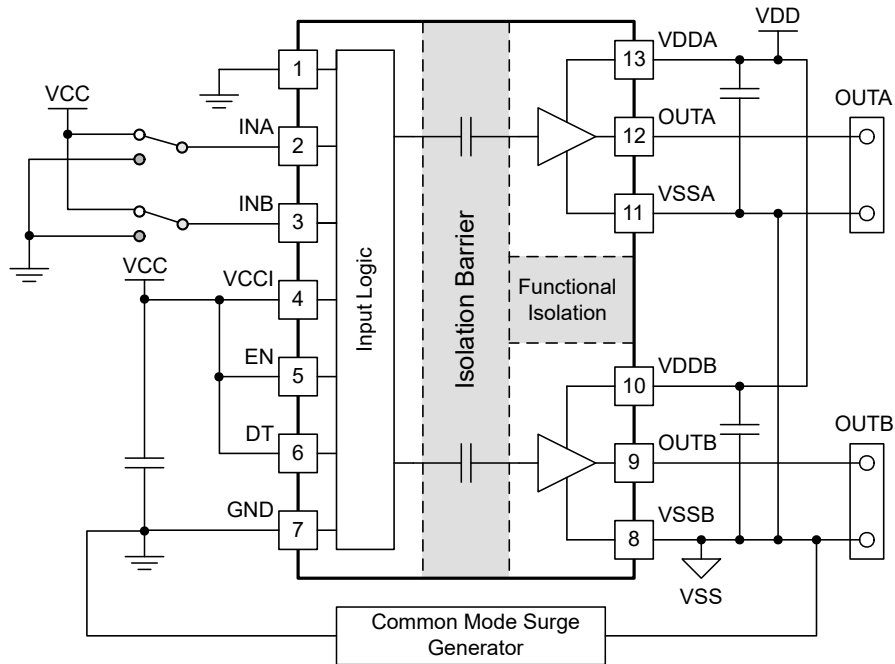 VDD
VDDA
1
13
VCC
OUTA
INA
OUTA
2
12
INB
VSSA
3
11
Input Logic
Isolation Barrier
Functional
Isolation
VCC
VCCI
4
EN
VDDB
5
10
DT
OUTB
OUTB
6
9
GND
VSSB
7
8
VSS
Common Mode Surge
Generator